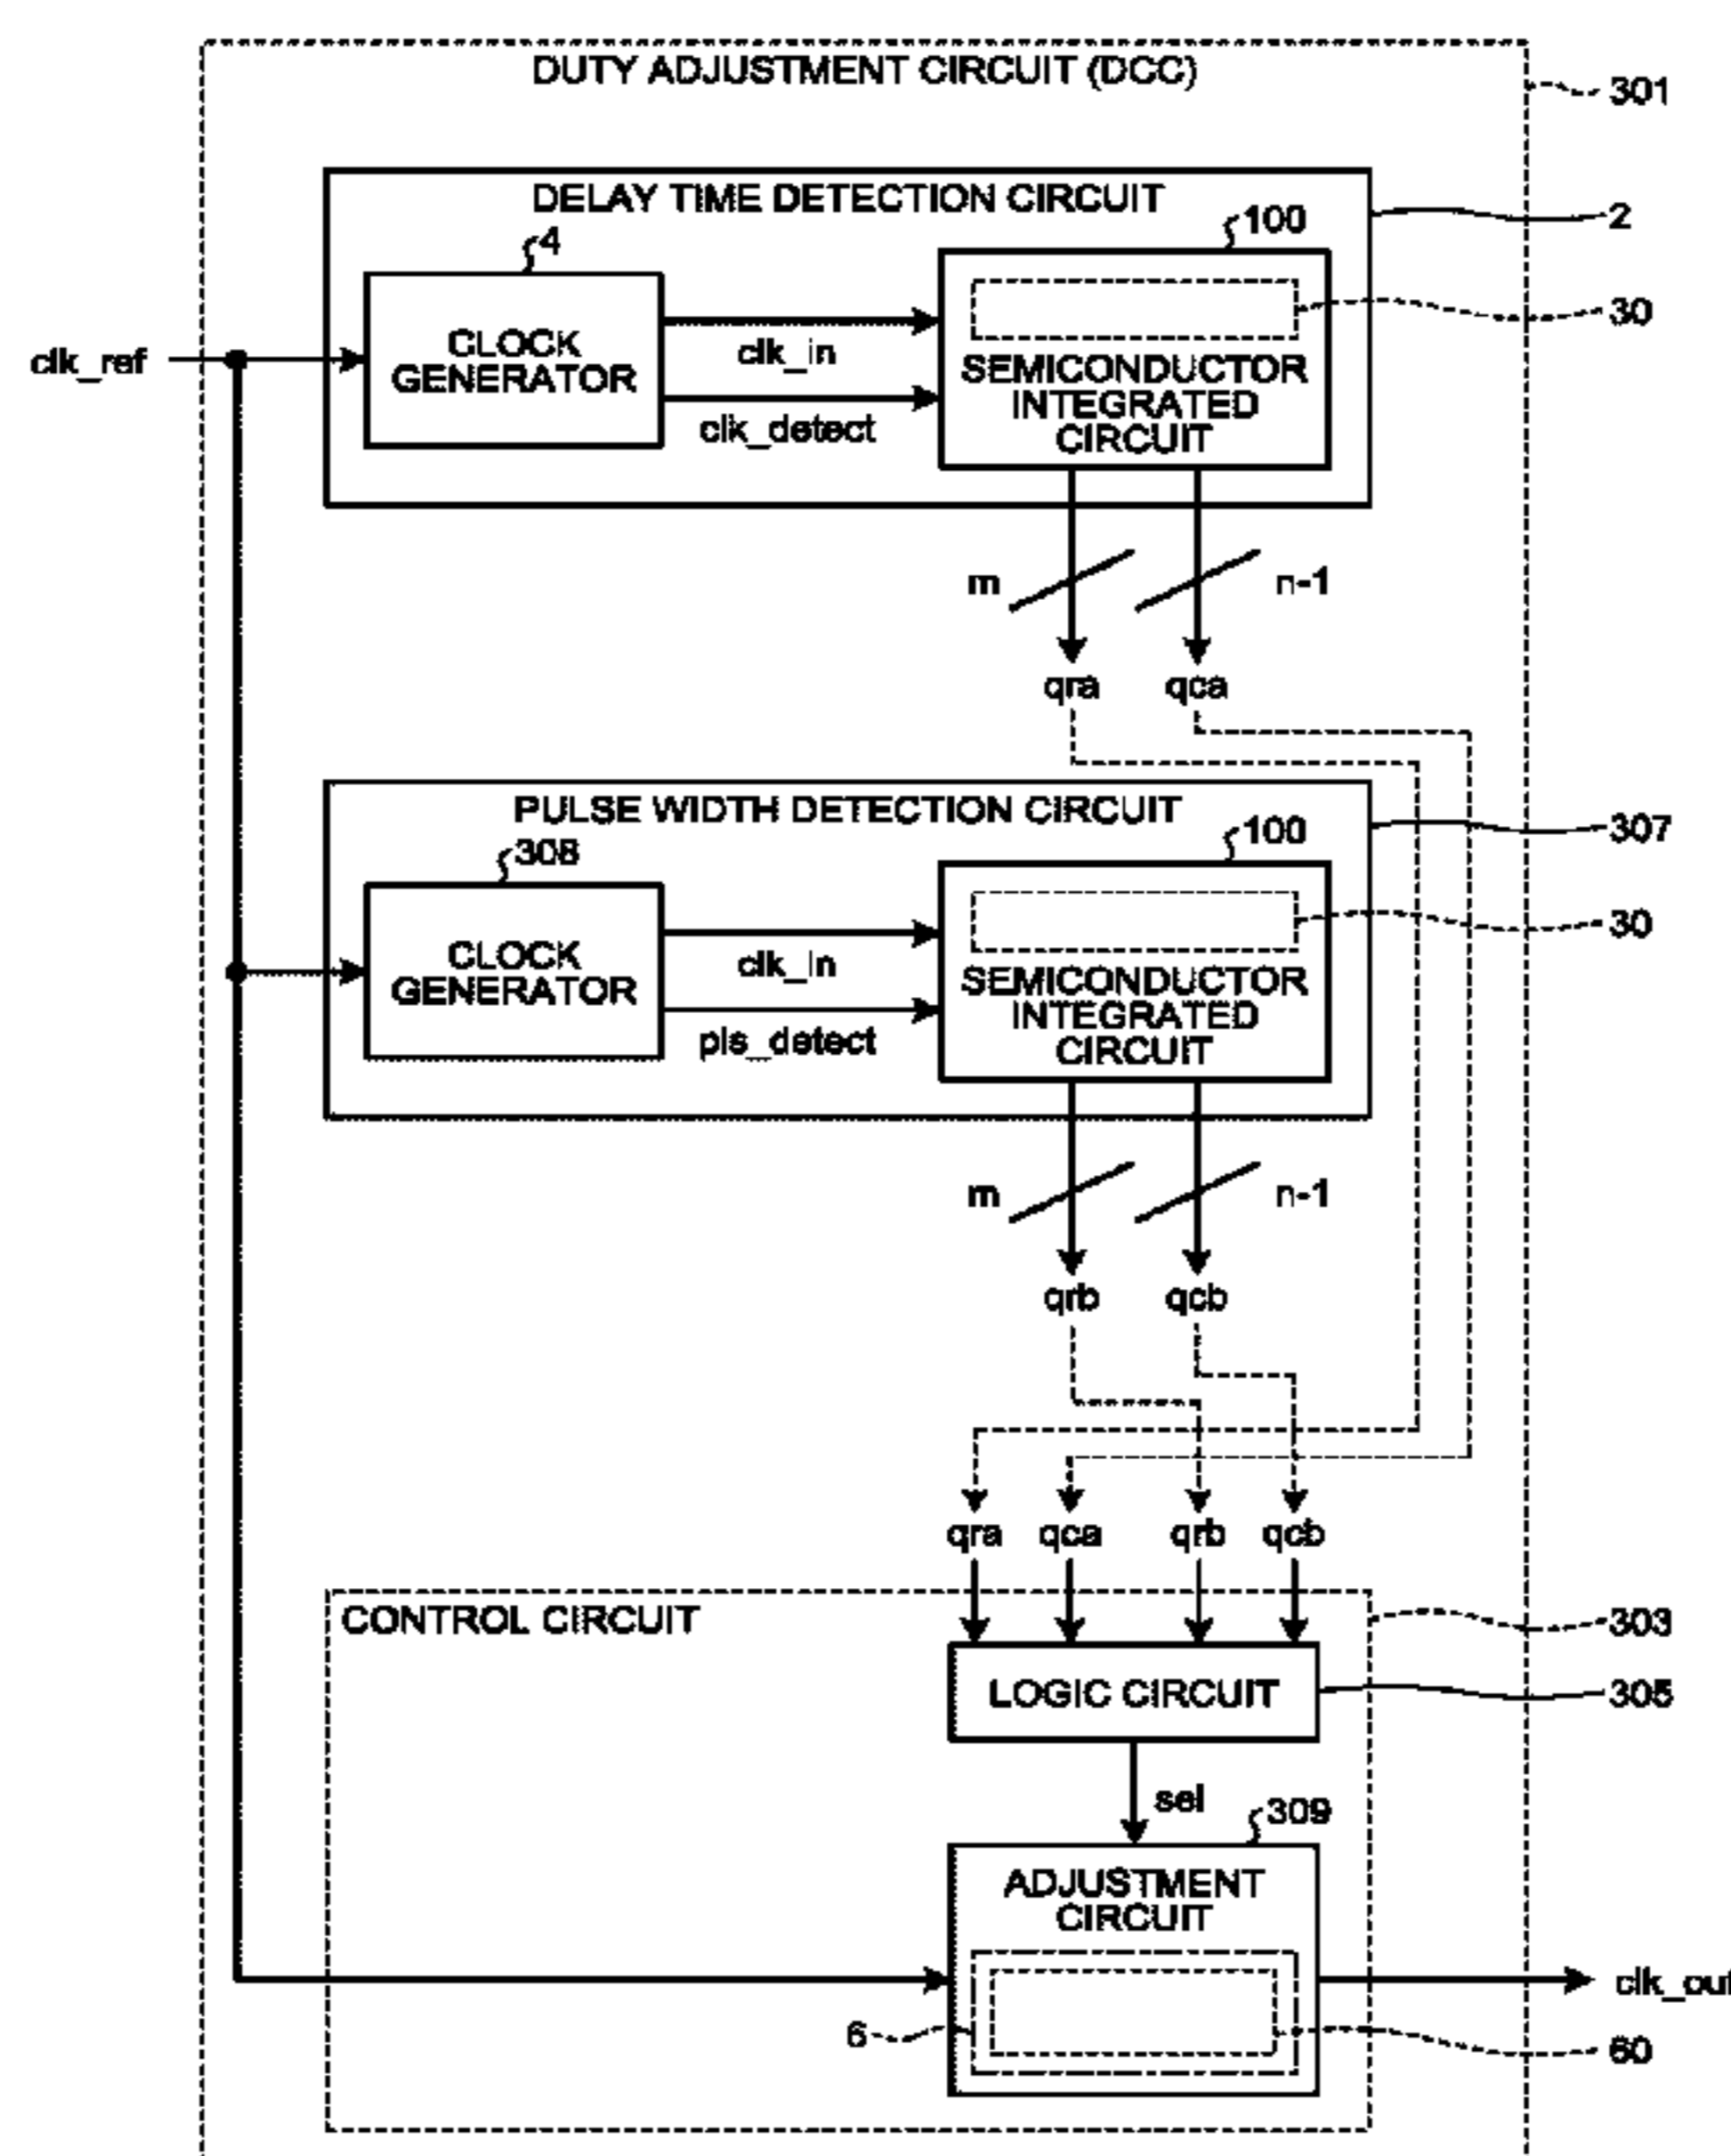 DUTY ADJUSTMENT CIRCUIT (DCC)
301
DELAY TIME DETECTION CIRCUIT
2
4
100
30
clk_ref
CLOCK
GENERATOR
clk_in
clk_detect
SEMICONDUCTOR
INTEGRATED
CIRCUIT
m
n-1
qra
qca
PULSE WIDTH DETECTION CIRCUIT
307
308
100
30
CLOCK
GENERATOR
clk_in
pls_detect
SEMICONDUCTOR
INTEGRATED
CIRCUIT
m
n-1
qrb
qcb
qra
qca
qrb
qcb
CONTROL CIRCUIT
303
LOGIC CIRCUIT
305
sel
309
ADJUSTMENT
CIRCUIT
clk_out
6
60